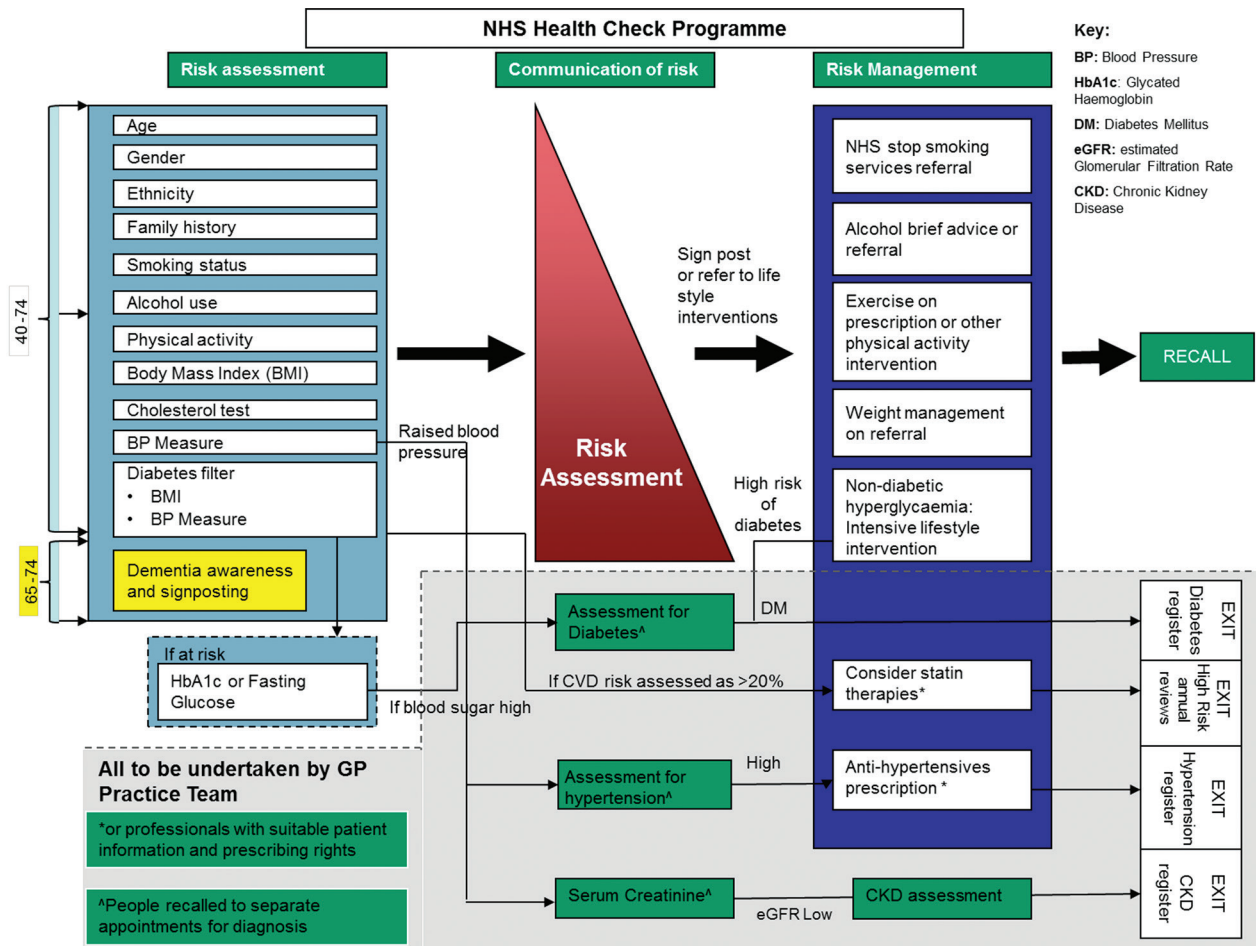 NHS Health Check Programme
Risk assessment
Communication of risk
Risk Management
Key:
BP: Blood Pressure
HbA1c: Glycated
Haemoglobin
DM: Diabetes Mellitus
eGFR: estimated
Glomerular Filtration Rate
CKD: Chronic Kidney
Disease
40-74
65-74
Age
Gender
Ethnicity
Family history
Smoking status
Alcohol use
Physical activity
Body Mass Index (BMI)
Cholesterol test
BP Measure
Diabetes filter
• BMI
• BP Measure
Dementia awareness
and signposting
If at risk
HbA1c or Fasting
Glucose
Raised blood
pressure
Risk
Assessment
Sign post
or refer to life
style
interventions
High risk
of
diabetes
NHS stop smoking
services referral
Alcohol brief advice or
referral
Exercise on
prescription or other
physical activity
intervention
Weight management
on referral
Non-diabetic
hyperglycaemia:
Intensive lifestyle
intervention
RECALL
If blood sugar high
Assessment for
Diabetes^
DM
EXIT
Diabetes
register
If CVD risk assessed as >20%
Consider statin
therapies*
EXIT
High Risk
annual
reviews
Assessment for
hypertension^
High
Anti-hypertensives
prescription *
EXIT
Hypertension
register
Serum Creatinine^
eGFR Low
CKD assessment
EXIT
CKD
register
All to be undertaken by GP
Practice Team
*or professionals with suitable patient
information and prescribing rights
^People recalled to separate
appointments for diagnosis